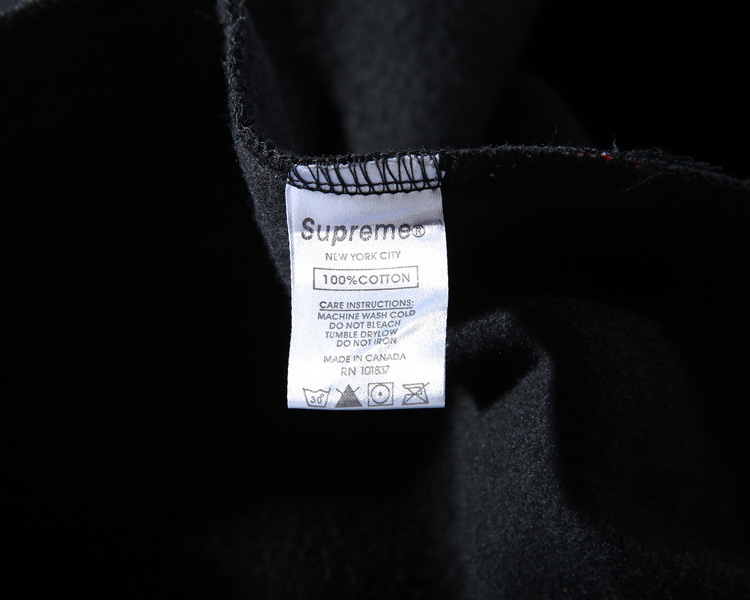 Supreme®
NEW YORK CITY
100%COTTON
CARE INSTRUCTIONS:
MACHINE WASH COLD
DO NOT BLEACH
TUMBLE DRYLOW
DO NOT IRON
MADE IN CANADA
RN 101837
30°